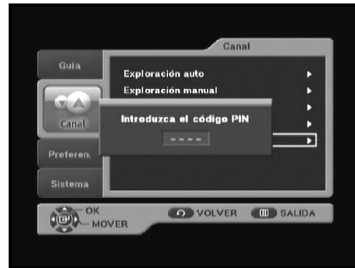 Canal
Guía
Exploración auto
Exploración manual
Canal
Introduzca el código PIN
- - - -
Preferen.
Sistema
OK
MOVER
VOLVER
SALIDA